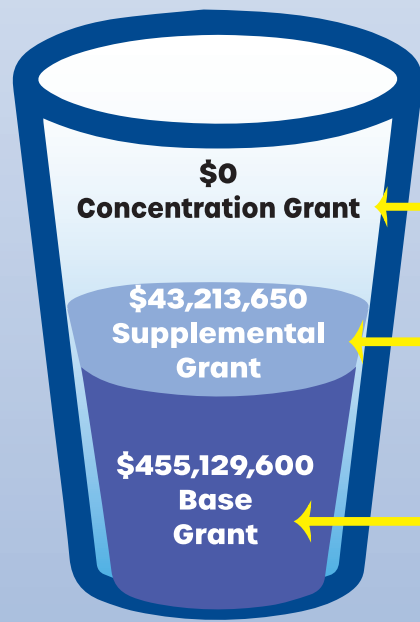 $0
Concentration Grant
$43,213,650
Supplemental
Grant
$455,129,600
Base
Grant